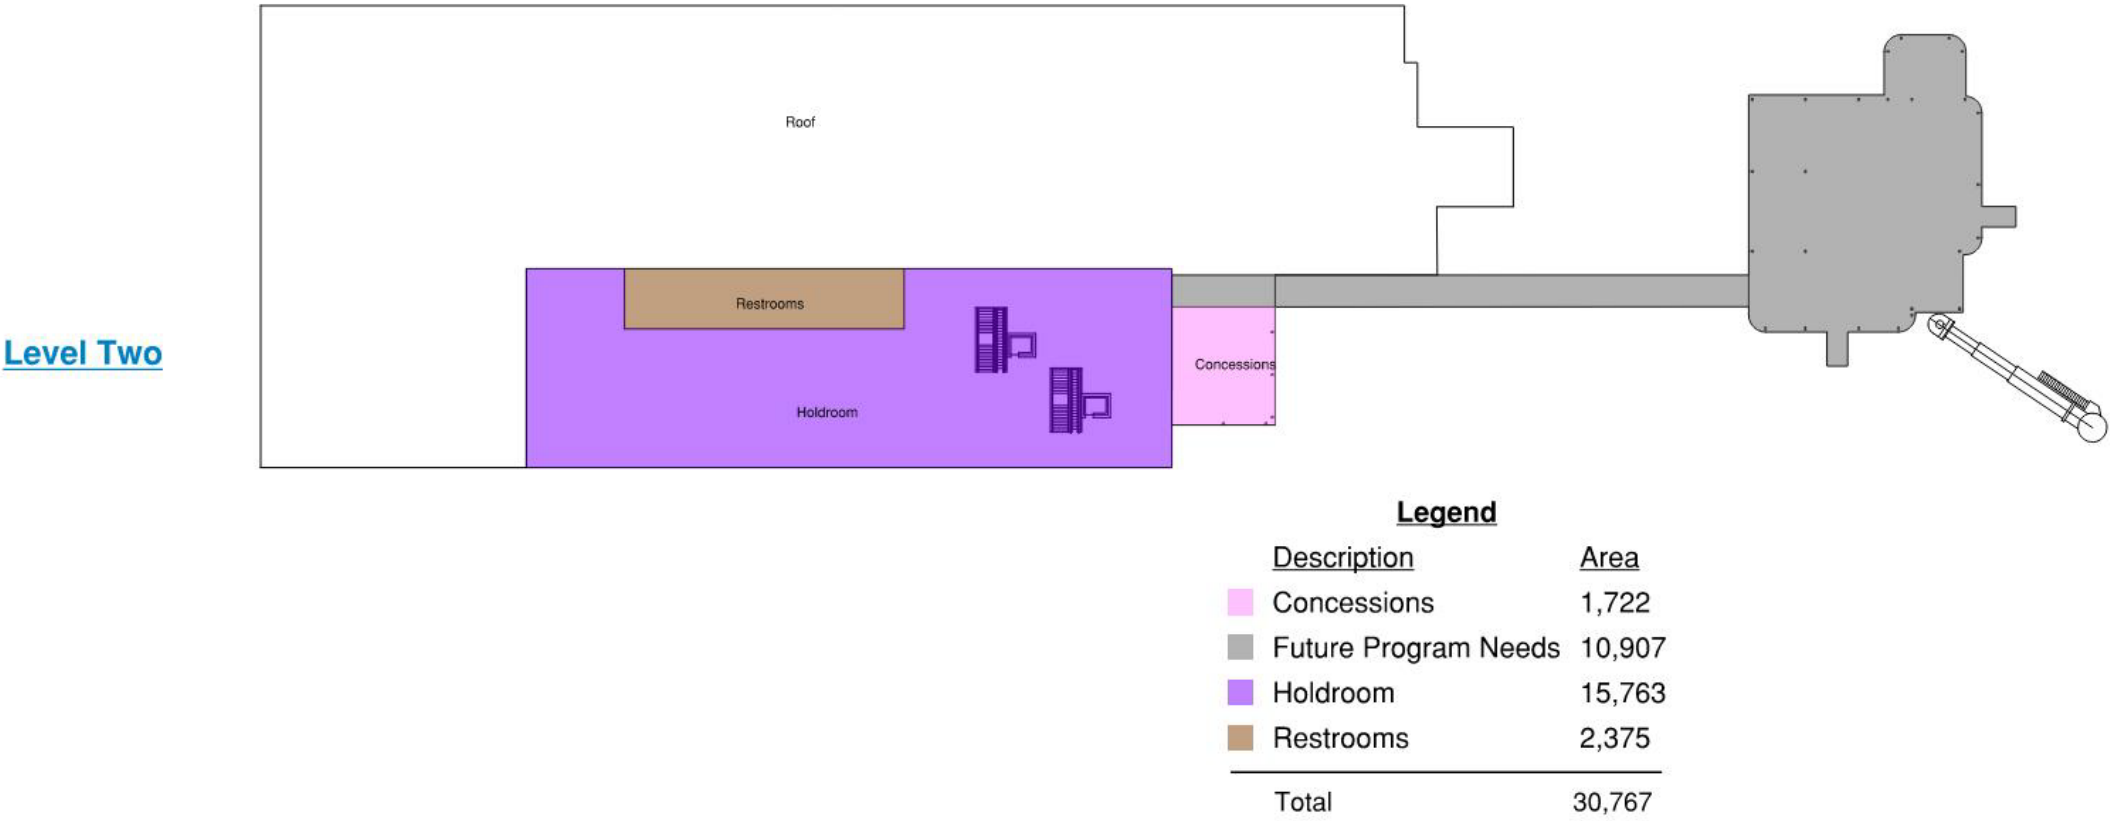 Roof
Restrooms
Level Two
Concessions
Holdroom
Legend
Description Area
Concessions 1,722
Future Program Needs 10,907
Holdroom 15,763
Restrooms 2,375
Total 30,767